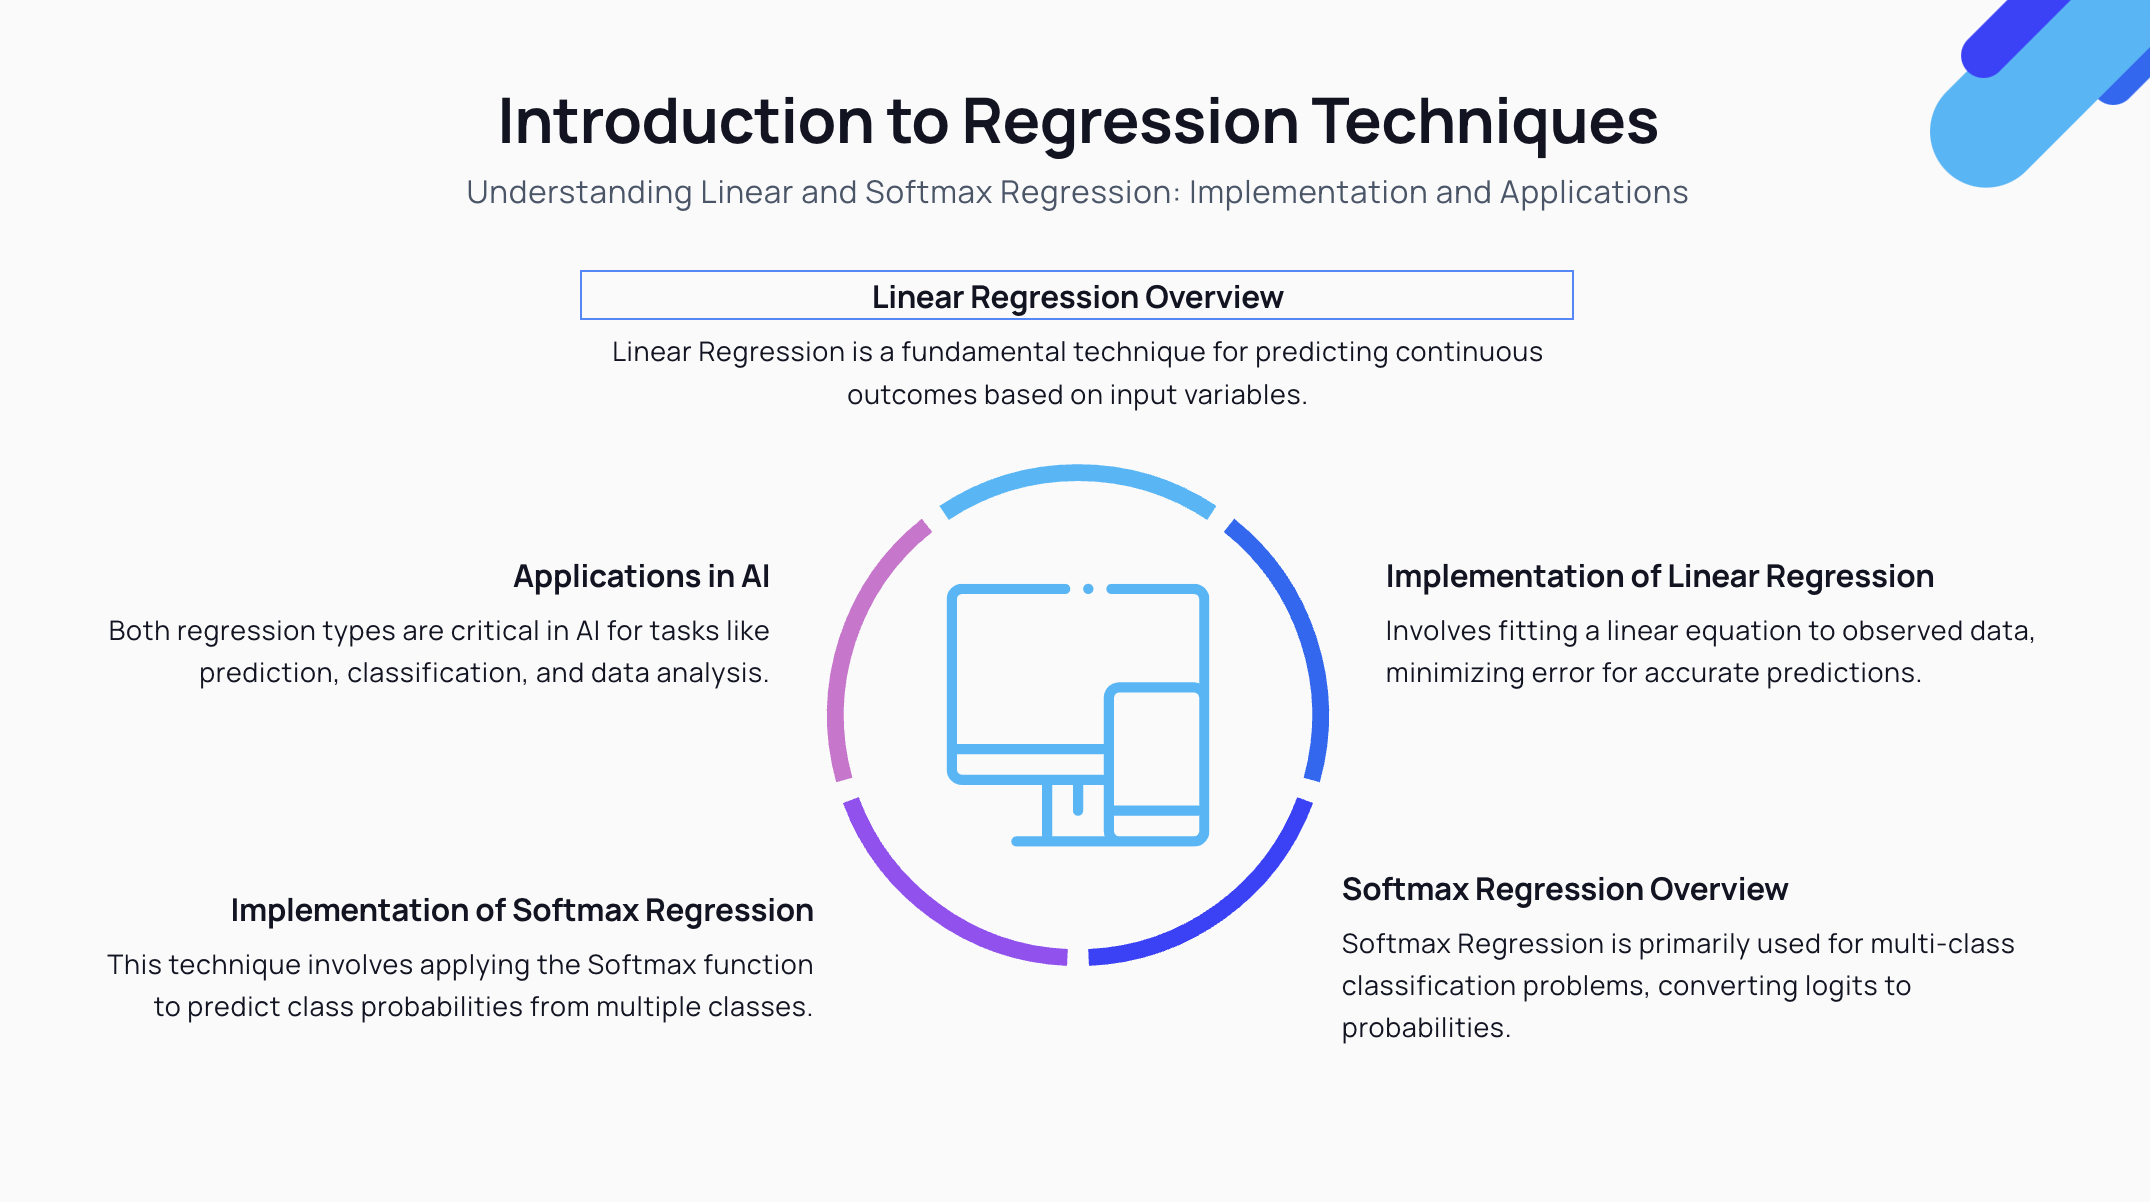 Introduction to Regression Techniques
Understanding Linear and Softmax Regression: Implementation and Applications
Linear Regression Overview
Linear Regression is a fundamental technique for predicting continuous
outcomes based on input variables.
Applications in AI
Both regression types are critical in AI for tasks like
prediction, classification, and data analysis.
Implementation of Linear Regression
Involves fitting a linear equation to observed data,
minimizing error for accurate predictions.
Implementation of Softmax Regression
This technique involves applying the Softmax function
to predict class probabilities from multiple classes.
Softmax Regression Overview
Softmax Regression is primarily used for multi-class
classification problems, converting logits to
probabilities.